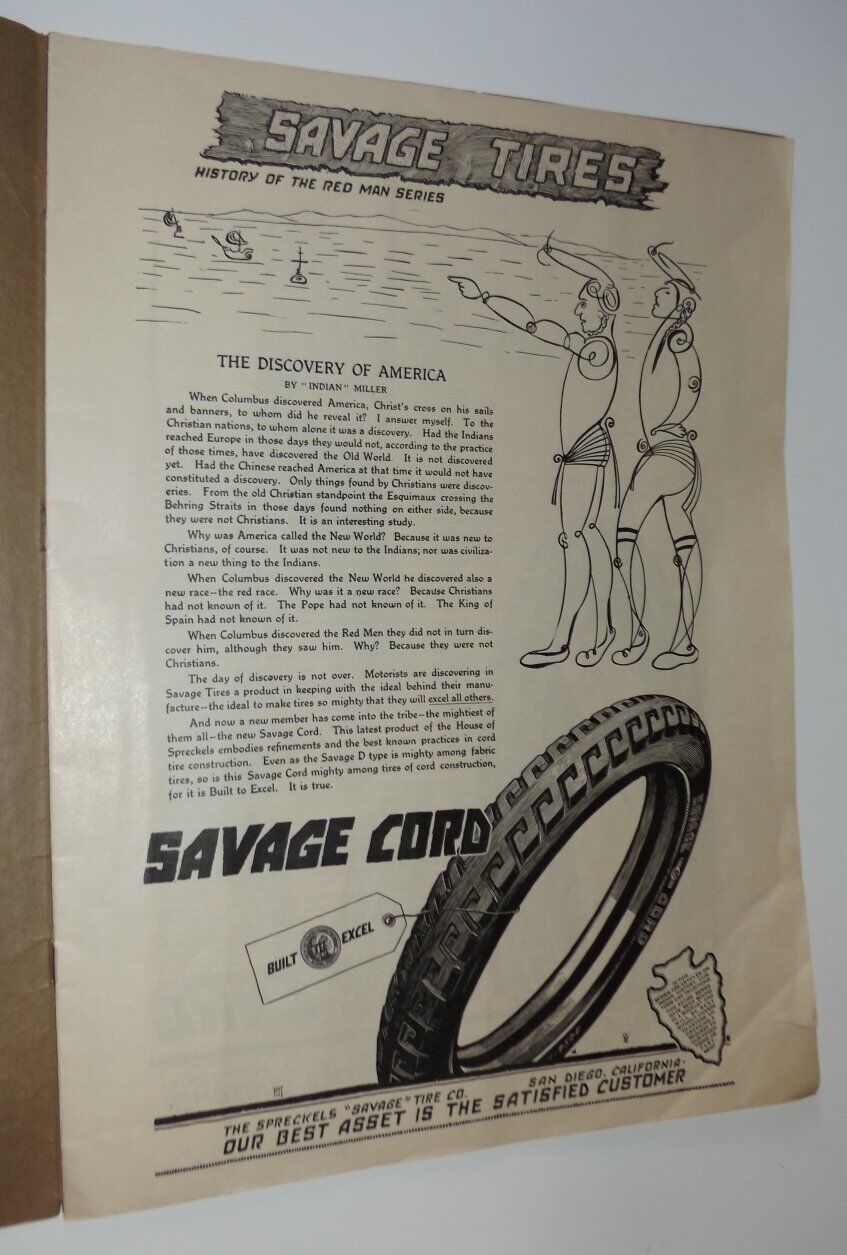 SAVAGE TIRES
HISTORY OF THE RED MAN SERIES
THE DISCOVERY OF AMERICA
BY "INDIAN" MILLER
When Columbus discovered America, Christ's cross on his sails
and banners, to whom did he reveal it? I answer myself. To the
Christian nations, to whom alone it was a discovery. Had the Indians
reached Europe in those days they would not, according to the practice
of those times, have discovered the Old World. It is not discovered
yet. Had the Chinese reached America at that time it would not have
constituted a discovery. Only things found by Christians were discov-
eries. From the old Christian standpoint the Esquimaux crossing the
Behring Straits in those days found nothing on either side, because
they were not Christians. It is an interesting study.
Why was America called the New World? Because it was new to
Christians, of course. It was not new to the Indians; nor was civiliza-
tion a new thing to the Indians.
When Columbus discovered the New World he discovered also a
new race--the red race. Why was it a new race? Because Christians
had not known of it. The Pope had not known of it. The King of
Spain had not known of it.
When Columbus discovered the Red Men they did not in turn dis-
cover him, although they saw him. Why? Because they were not
Christians.
The day of discovery is not over. Motorists are discovering in
Savage Tires a product in keeping with the ideal behind their manu-
facture--the ideal to make tires so mighty that they will excel all others.
And now a new member has come into the tribe--the mightiest of
them all--the new Savage Cord. This latest product of the House of
Spreckels embodies refinements and the best known practices in cord
tire construction. Even as the Savage D type is mighty among fabric
tires, so is this Savage Cord mighty among tires of cord construction,
for it is Built to Excel. It is true.
SAVAGE CORD
BUILT TO EXCEL
CORD
THE SPRECKELS "SAVAGE" TIRE CO. SAN DIEGO, CALIFORNIA
OUR BEST ASSET IS THE SATISFIED CUSTOMER